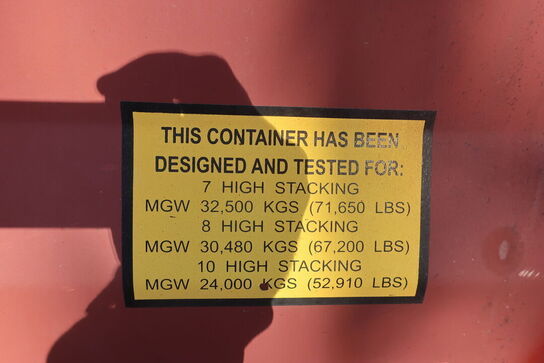 THIS CONTAINER HAS BEEN
DESIGNED AND TESTED FOR:
7 HIGH STACKING
MGW 32,500 KGS (71,650 LBS)
8 HIGH STACKING
MGW 30,480 KGS (67,200 LBS)
10 HIGH STACKING
MGW 24,000 KGS (52,910 LBS)